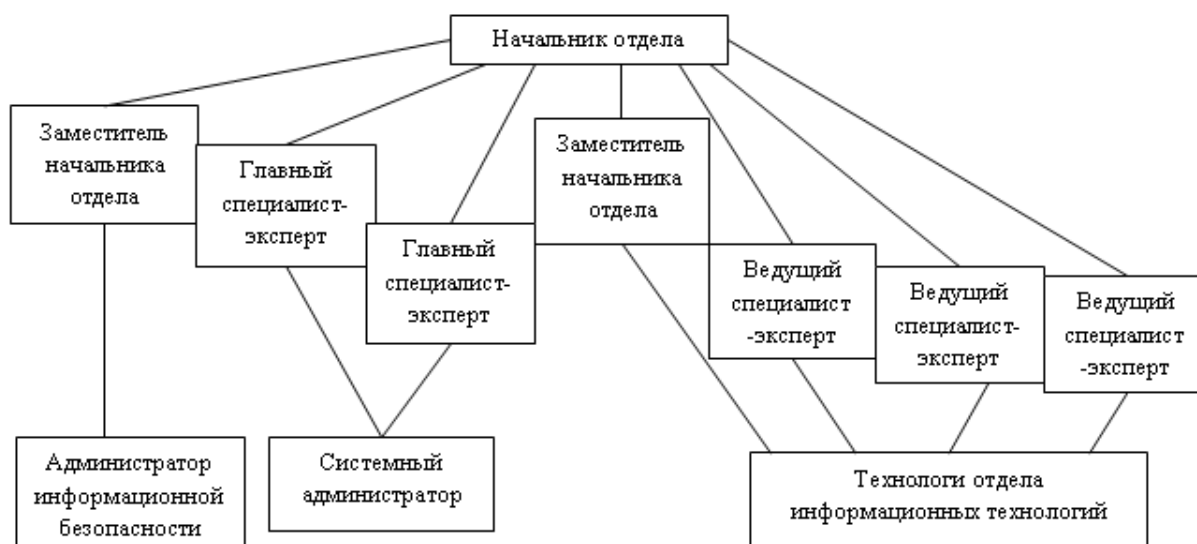 Начальник отдела
Заместитель
начальника
отдела
Главный
специалист-
эксперт
Главный
специалист-
эксперт
Заместитель
начальника
отдела
Ведущий
специалист
-эксперт
Ведущий
специалист-
эксперт
Ведущий
специалист
-эксперт
Администратор
информационной
безопасности
Системный
администратор
Технологи отдела
информационных технологий